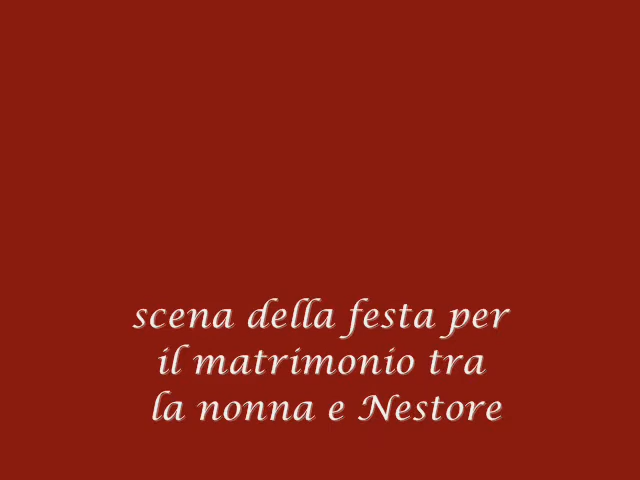 scena della festa per
il matrimonio tra
la nonna e Nestore